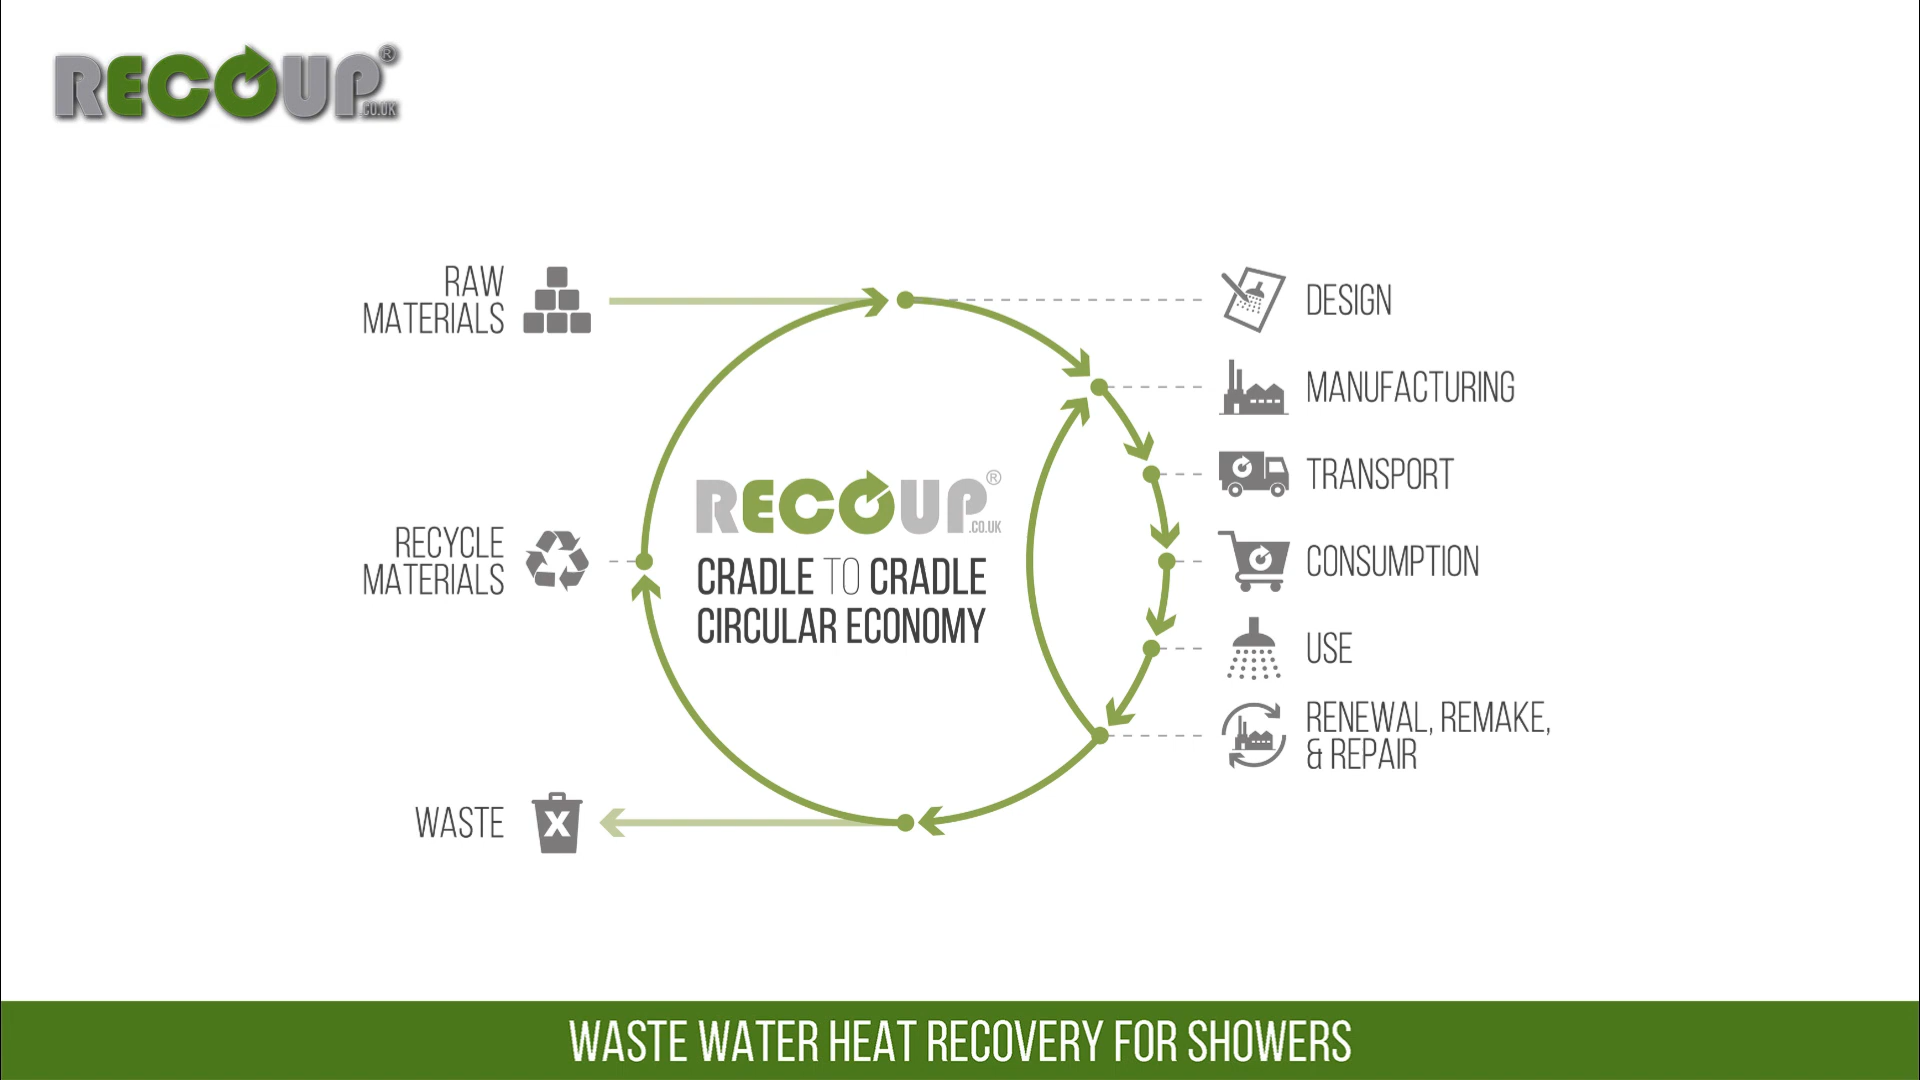 RECOUP®
.CO.UK
RAW
MATERIALS
DESIGN
MANUFACTURING
TRANSPORT
RECOUP®
.CO.UK
CRADLE TO CRADLE
CIRCULAR ECONOMY
RECYCLE
MATERIALS
CONSUMPTION
USE
RENEWAL, REMAKE,
& REPAIR
WASTE
X
WASTE WATER HEAT RECOVERY FOR SHOWERS